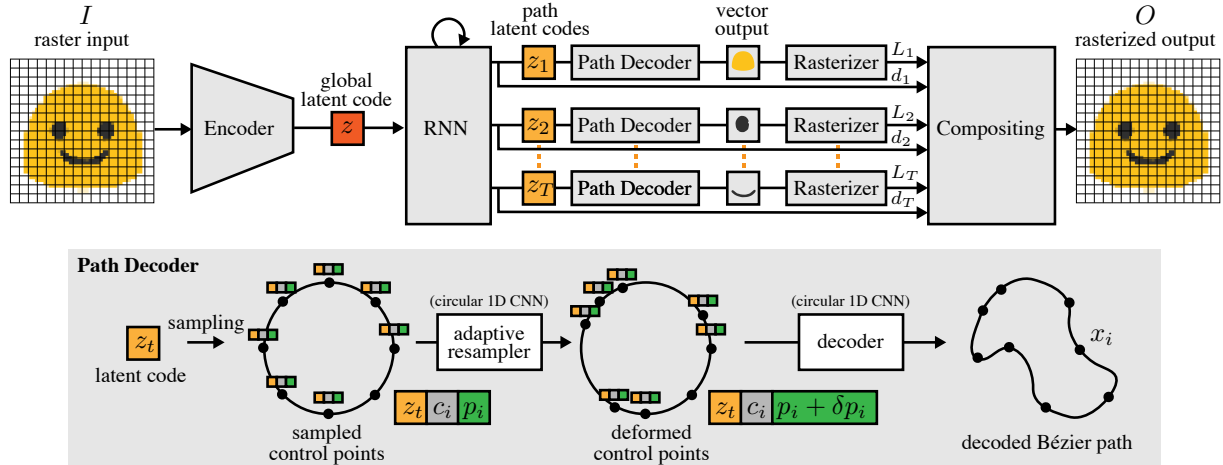 I
raster input
Encoder
global
latent code
z
RNN
path
latent codes
vector
output
z1 Path Decoder Rasterizer L1
d1
z2 Path Decoder Rasterizer L2
d2
zT Path Decoder Rasterizer LT
dT
Compositing
O
rasterized output
Path Decoder
zt
latent code
sampling
sampled
control points
zt ci pi
(circular 1D CNN)
adaptive
resampler
deformed
control points
zt ci pi + δpi
(circular 1D CNN)
decoder
xi
decoded Bézier path